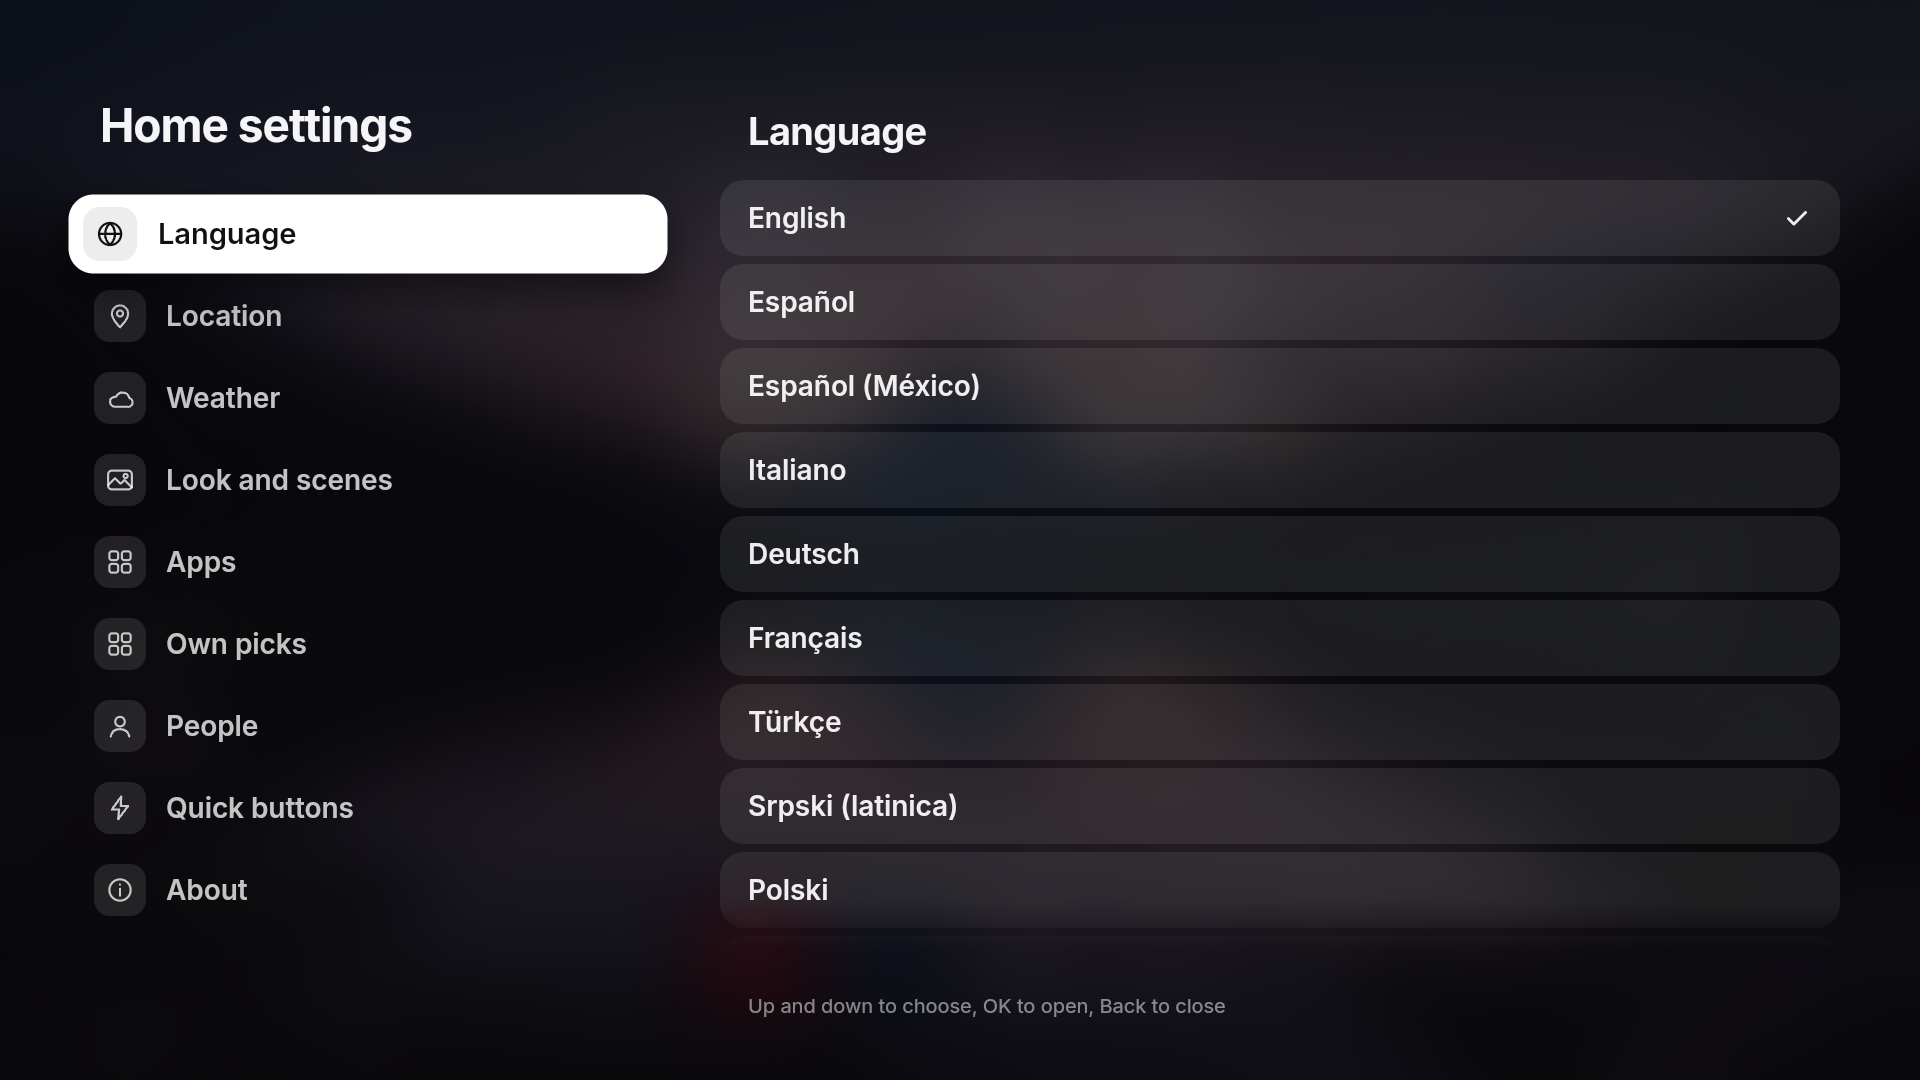 Home settings
Language
Location
Weather
Look and scenes
Apps
Own picks
People
Quick buttons
About
Language
English
Español
Español (México)
Italiano
Deutsch
Français
Türkçe
Srpski (latinica)
Polski
Up and down to choose, OK to open, Back to close